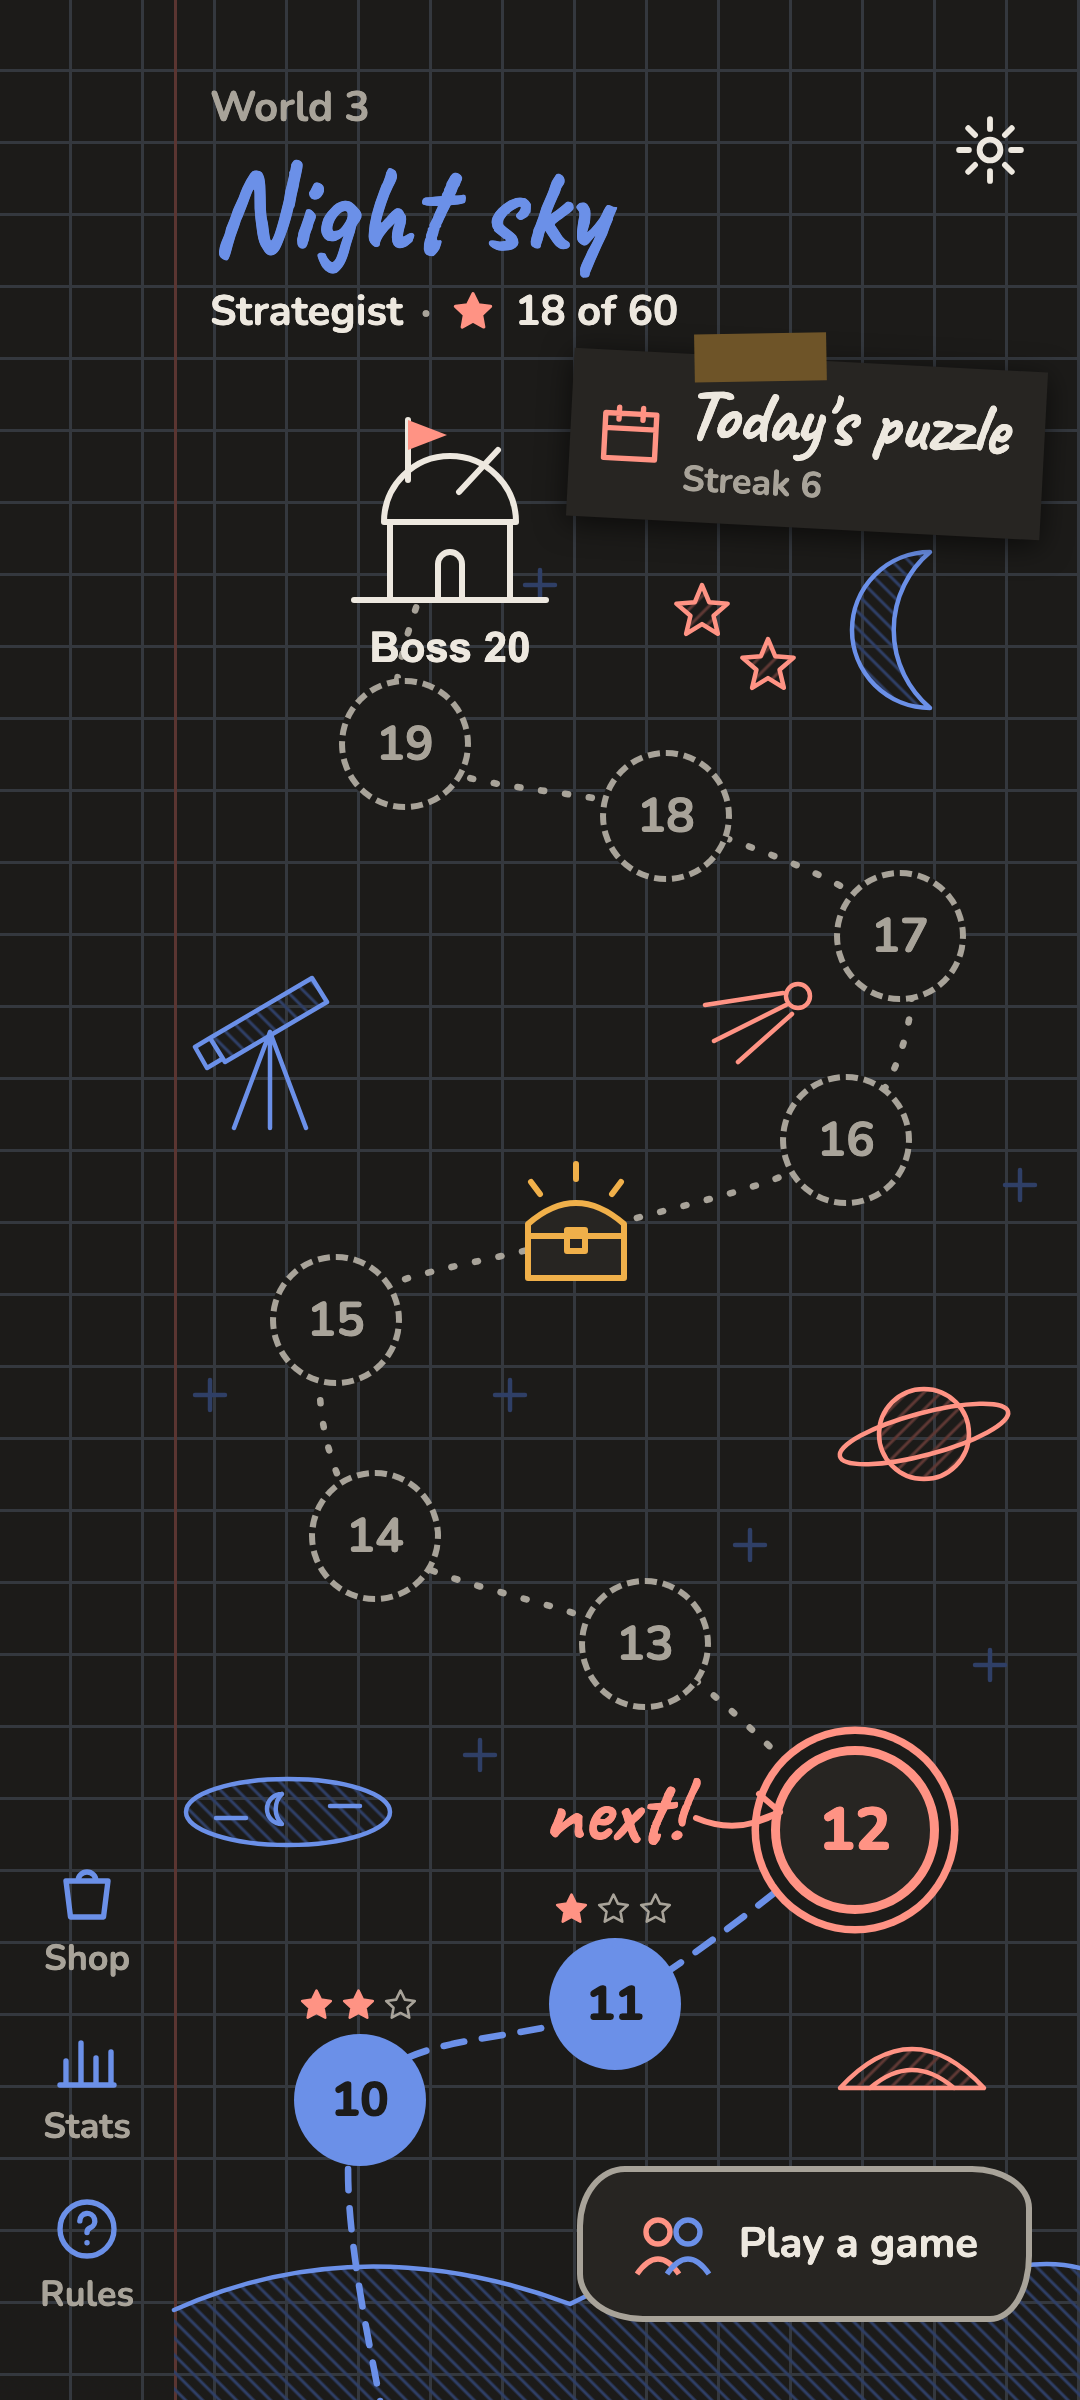 World 3
Night sky
Strategist · 18 of 60
Today's puzzle
Streak 6
Boss 20
19
18
17
16
15
14
13
next!
12
Shop
11
Stats
10
Play a game
Rules